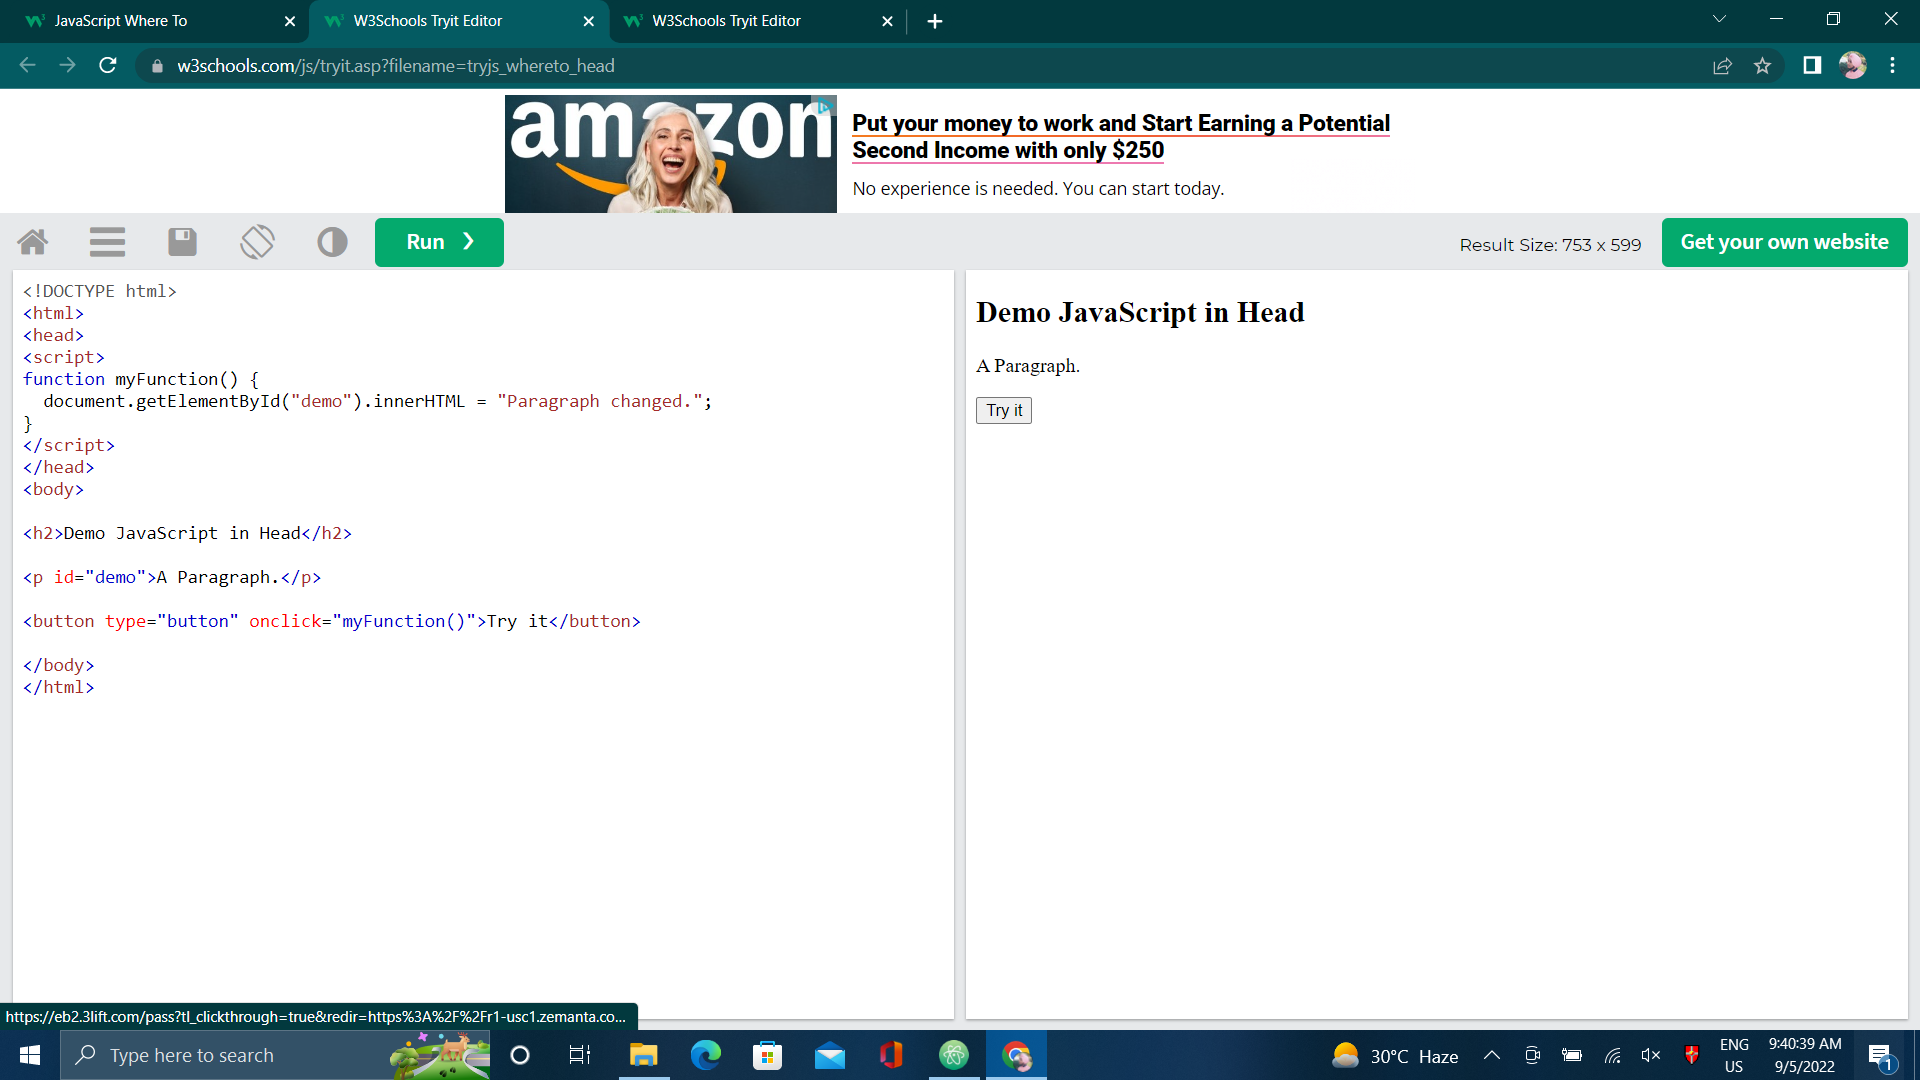 JavaScript Where To
W3Schools Tryit Editor
W3Schools Tryit Editor
w3schools.com/js/tryit.asp?filename=tryjs_whereto_head
amazon
Put your money to work and Start Earning a Potential
Second Income with only $250
No experience is needed. You can start today.
Run ❯
Result Size: 753 x 599
Get your own website
<!DOCTYPE html>
<html>
<head>
<script>
function myFunction() {
  document.getElementById("demo").innerHTML = "Paragraph changed.";
}
</script>
</head>
<body>
<h2>Demo JavaScript in Head</h2>
<p id="demo">A Paragraph.</p>
<button type="button" onclick="myFunction()">Try it</button>
</body>
</html>
Demo JavaScript in Head
A Paragraph.
Try it
https://eb2.3lift.com/pass?tl_clickthrough=true&redir=https%3A%2F%2Fr1-usc1.zemanta.co...
Type here to search
30°C Haze
ENG
US
9:40:39 AM
9/5/2022
1